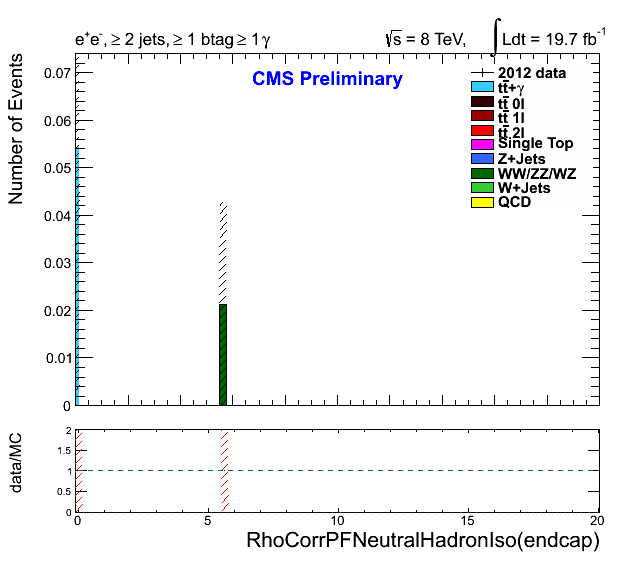 e⁺e⁻, ≥ 2 jets, ≥ 1 btag ≥ 1 γ
√s = 8 TeV, ∫ Ldt = 19.7 fb⁻¹
CMS Preliminary
2012 data
tt̄+γ
tt̄ 0l
tt̄ 1l
tt̄ 2l
Single Top
Z+Jets
WW/ZZ/WZ
W+Jets
QCD
Number of Events
0.07
0.06
0.05
0.04
0.03
0.02
0.01
0
data/MC
2
1.5
1
0.5
0
0 5 10 15 20
RhoCorrPFNeutralHadronIso(endcap)